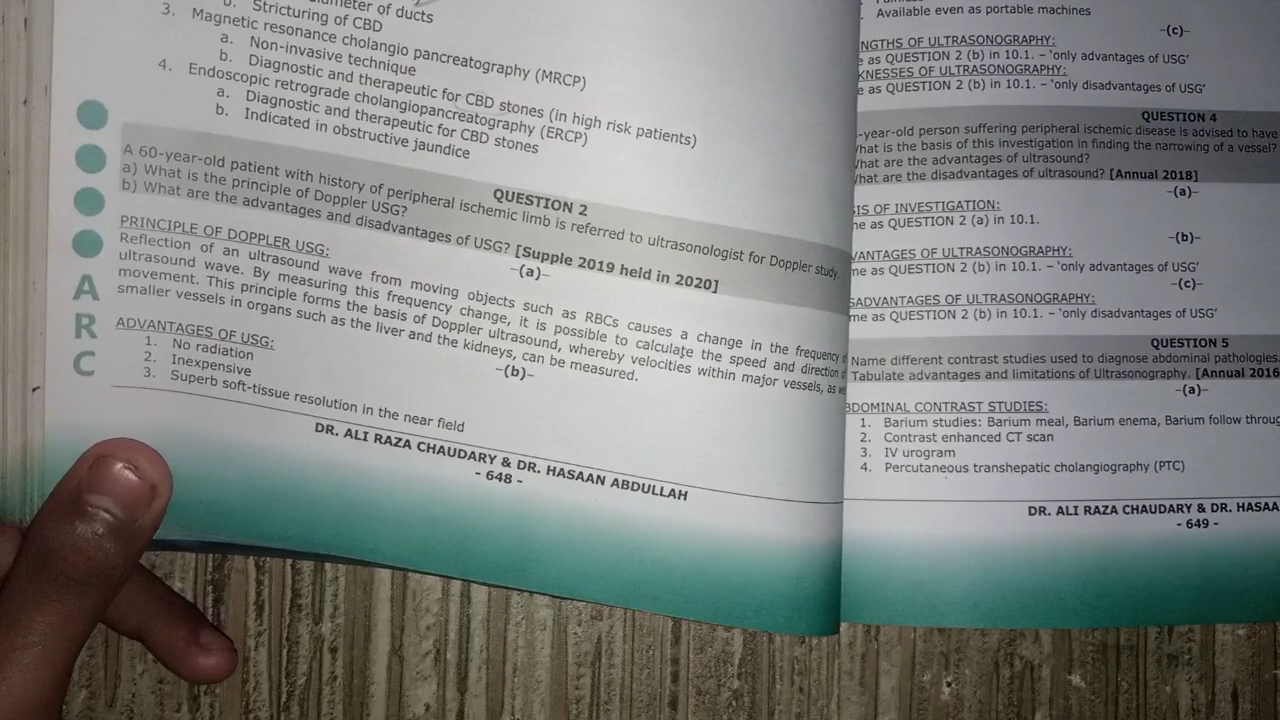 meter of ducts
b. Stricturing of CBD
3. Magnetic resonance cholangio pancreatography (MRCP)
a. Non-invasive technique
b. Diagnostic and therapeutic for CBD stones (in high risk patients)
4. Endoscopic retrograde cholangiopancreatography (ERCP)
a. Diagnostic and therapeutic for CBD stones
b. Indicated in obstructive jaundice
QUESTION 2
A 60-year-old patient with history of peripheral ischemic limb is referred to ultrasonologist for Doppler study.
a) What is the principle of Doppler USG?
b) What are the advantages and disadvantages of USG? [Supple 2019 held in 2020]
-(a)-
PRINCIPLE OF DOPPLER USG:
Reflection of an ultrasound wave from moving objects such as RBCs causes a change in the frequency
ultrasound wave. By measuring this frequency change, it is possible to calculate the speed and direction
movement. This principle forms the basis of Doppler ultrasound, whereby velocities within major vessels, as
smaller vessels in organs such as the liver and the kidneys, can be measured.
-(b)-
ADVANTAGES OF USG:
1. No radiation
2. Inexpensive
3. Superb soft-tissue resolution in the near field
DR. ALI RAZA CHAUDARY & DR. HASAAN ABDULLAH
- 648 -
A
R
C
Available even as portable machines
-(c)-
NGTHS OF ULTRASONOGRAPHY:
e as QUESTION 2 (b) in 10.1. – 'only advantages of USG'
KNESSES OF ULTRASONOGRAPHY:
e as QUESTION 2 (b) in 10.1. – 'only disadvantages of USG'
QUESTION 4
-year-old person suffering peripheral ischemic disease is advised to have
hat is the basis of this investigation in finding the narrowing of a vessel?
hat are the advantages of ultrasound?
hat are the disadvantages of ultrasound? [Annual 2018]
-(a)-
IS OF INVESTIGATION:
me as QUESTION 2 (a) in 10.1.
-(b)-
VANTAGES OF ULTRASONOGRAPHY:
me as QUESTION 2 (b) in 10.1. – 'only advantages of USG'
-(c)-
SADVANTAGES OF ULTRASONOGRAPHY:
me as QUESTION 2 (b) in 10.1. – 'only disadvantages of USG'
QUESTION 5
Name different contrast studies used to diagnose abdominal pathologies.
Tabulate advantages and limitations of Ultrasonography. [Annual 2016
-(a)-
BDOMINAL CONTRAST STUDIES:
1. Barium studies: Barium meal, Barium enema, Barium follow throug
2. Contrast enhanced CT scan
3. IV urogram
4. Percutaneous transhepatic cholangiography (PTC)
DR. ALI RAZA CHAUDARY & DR. HASAA
- 649 -